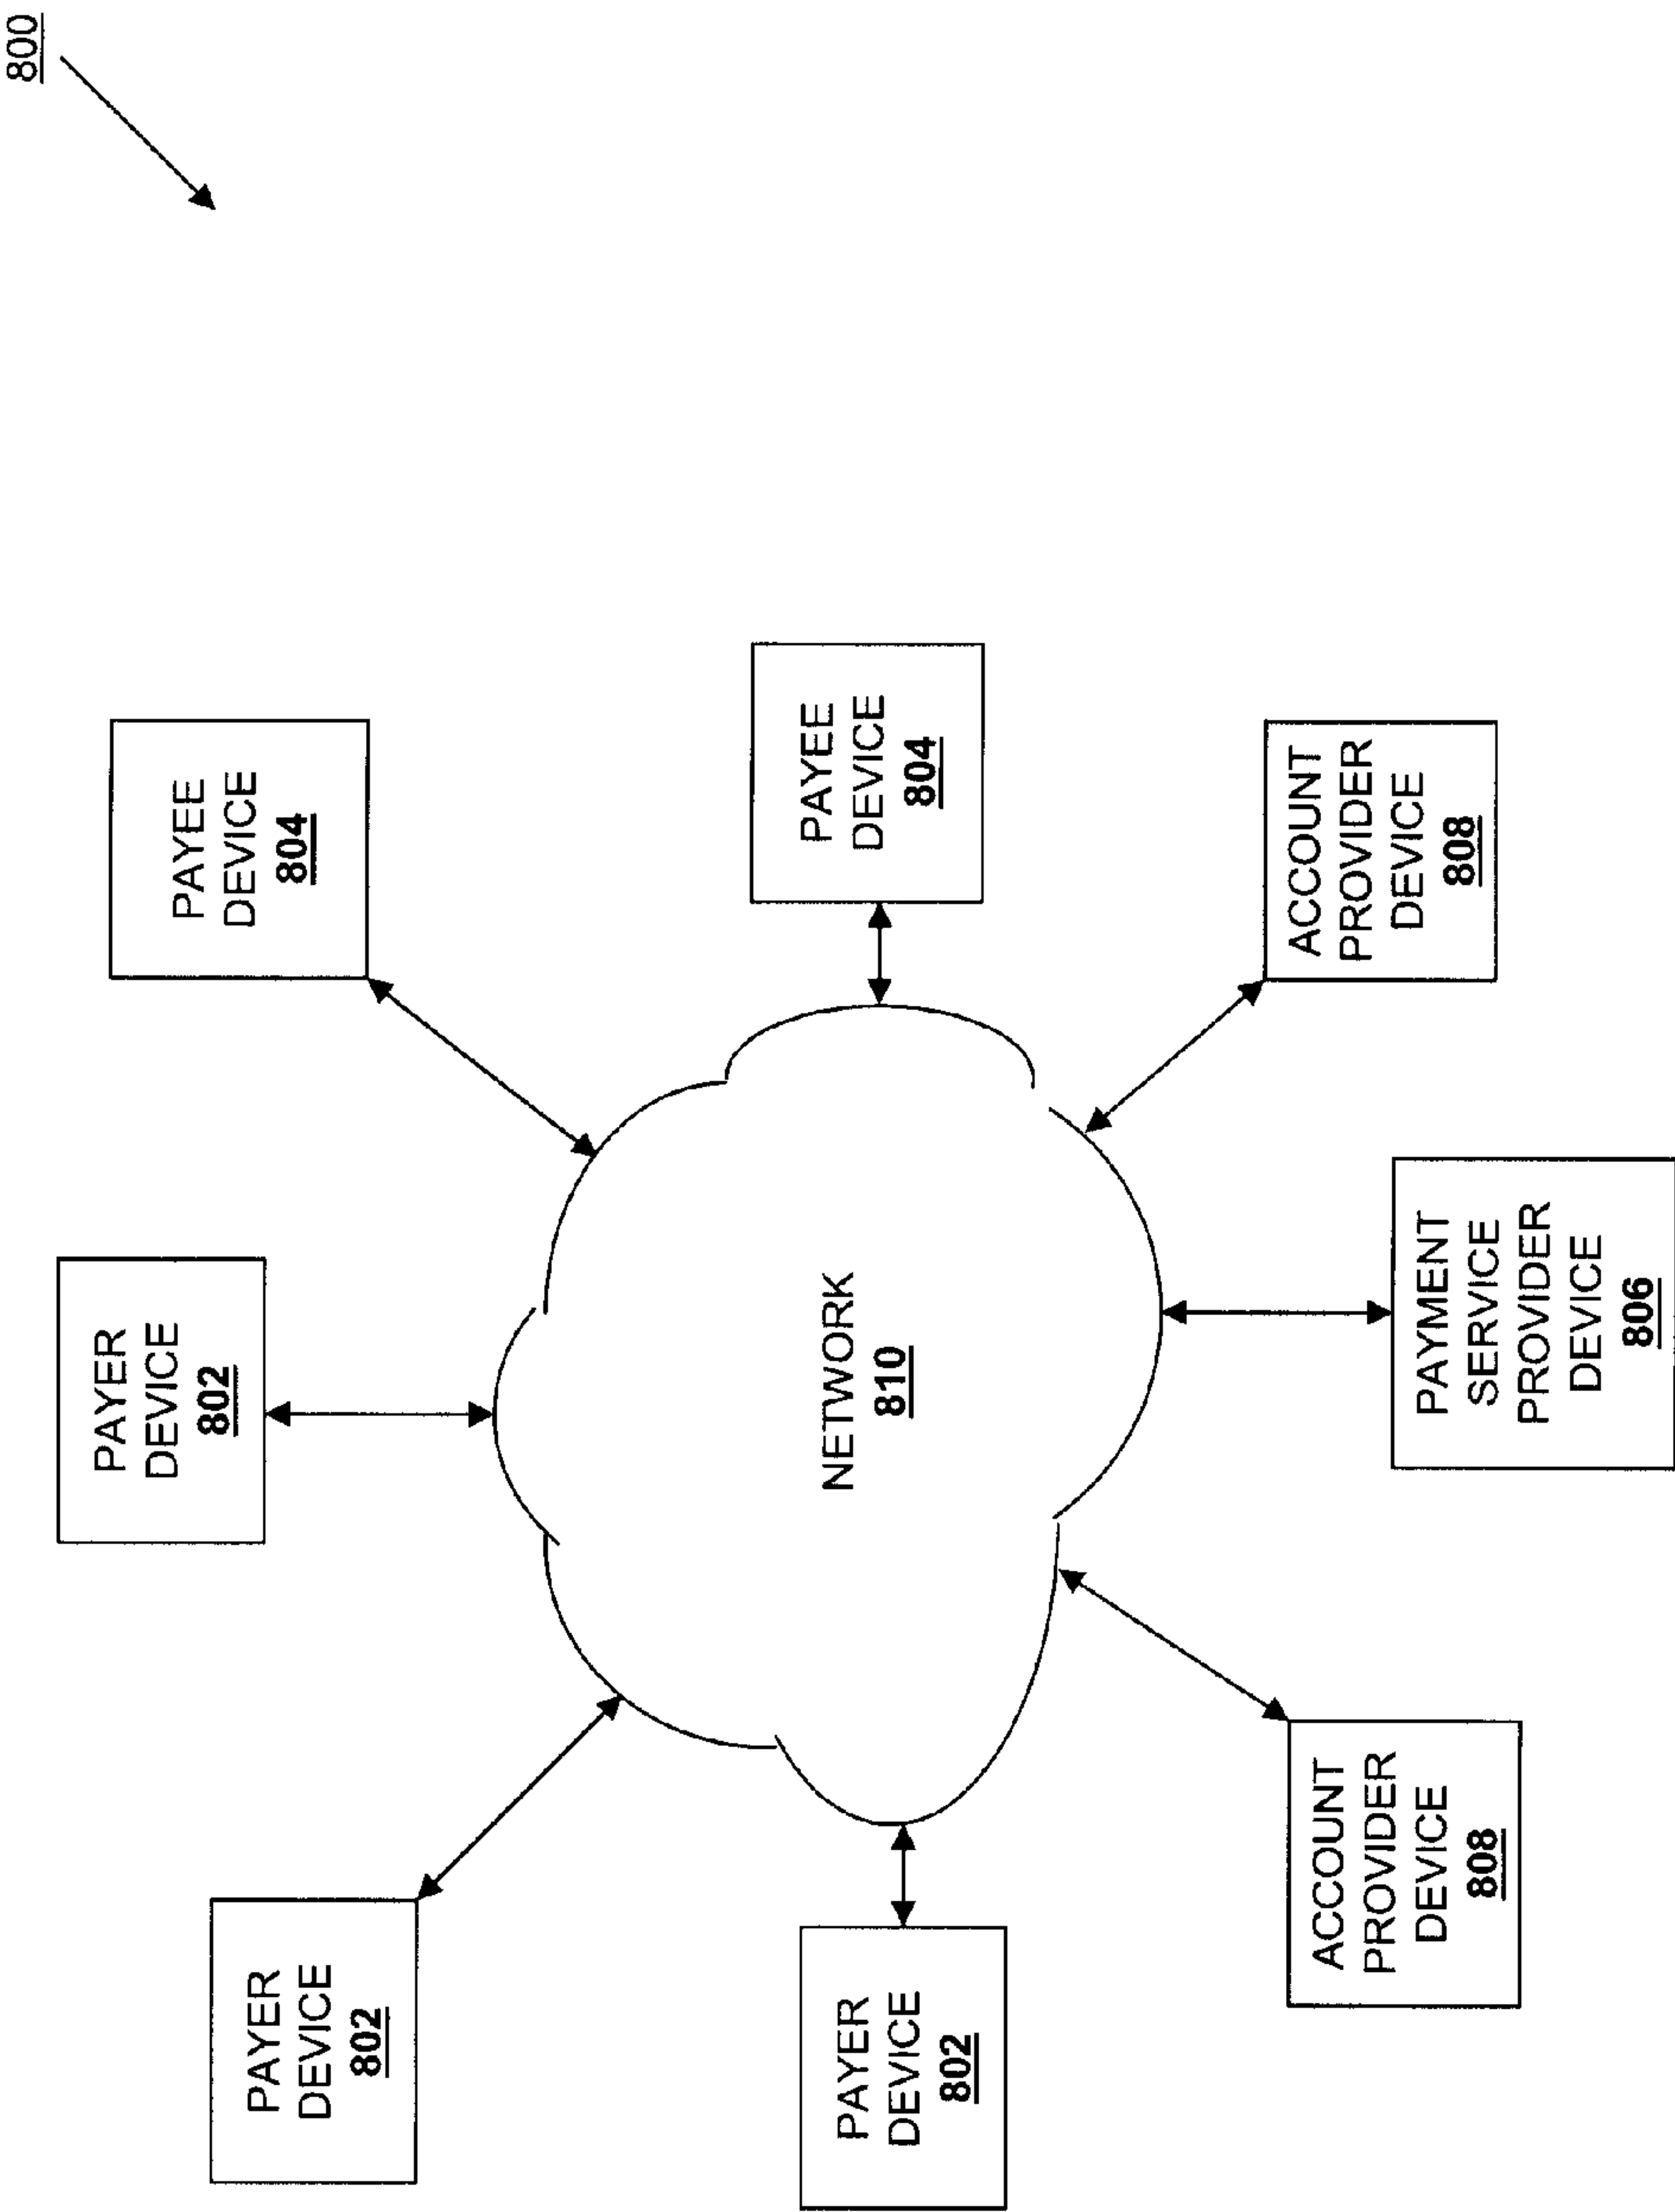 800
PAYER
DEVICE
802
PAYEE
DEVICE
804
PAYER
DEVICE
802
PAYER
DEVICE
802
NETWORK
810
PAYEE
DEVICE
804
ACCOUNT
PROVIDER
DEVICE
808
PAYMENT
SERVICE
PROVIDER
DEVICE
806
ACCOUNT
PROVIDER
DEVICE
808